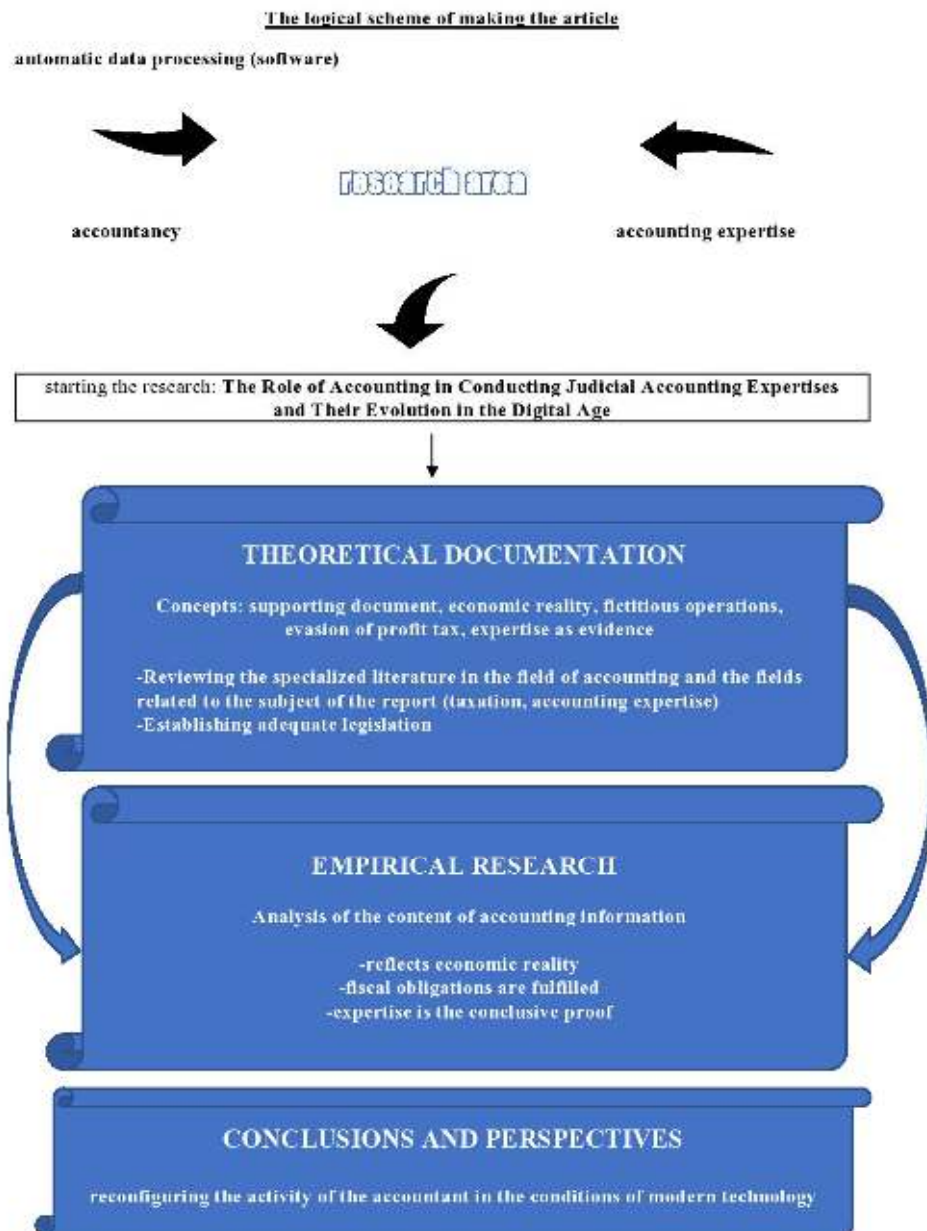 The logical scheme of making the article
automatic data processing (software)
research area
accountancy
accounting expertise
starting the research: The Role of Accounting in Conducting Judicial Accounting Expertises
and Their Evolution in the Digital Age
THEORETICAL DOCUMENTATION
Concepts: supporting document, economic reality, fictitious operations,
evasion of profit tax, expertise as evidence
-Reviewing the specialized literature in the field of accounting and the fields
related to the subject of the report (taxation, accounting expertise)
-Establishing adequate legislation
EMPIRICAL RESEARCH
Analysis of the content of accounting information
-reflects economic reality
-fiscal obligations are fulfilled
-expertise is the conclusive proof
CONCLUSIONS AND PERSPECTIVES
reconfiguring the activity of the accountant in the conditions of modern technology